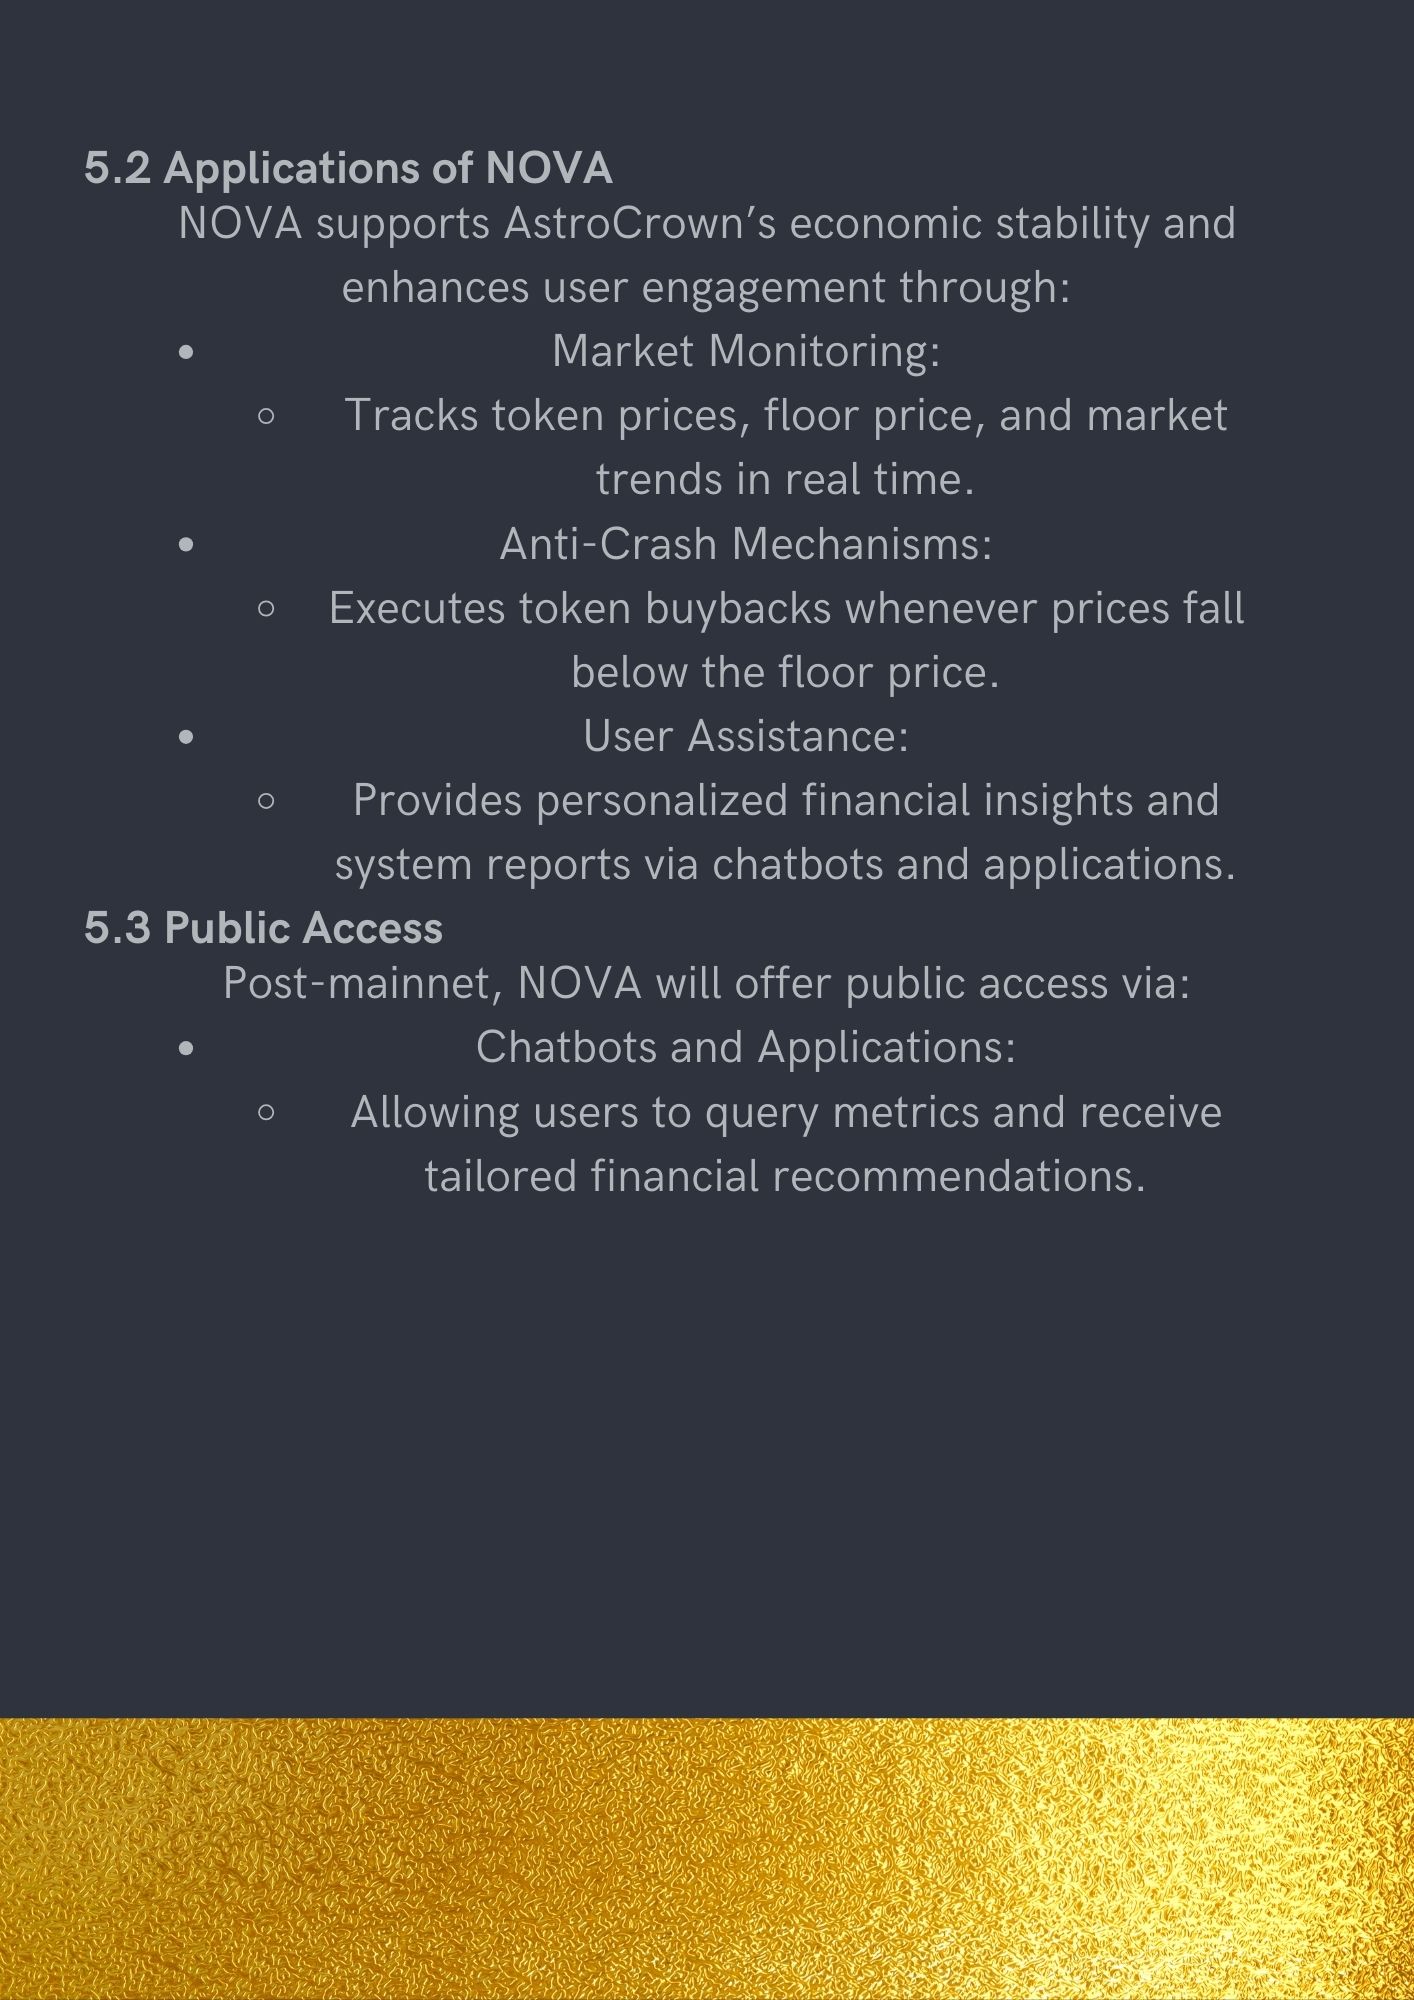 5.2 Applications of NOVA
NOVA supports AstroCrown’s economic stability and
enhances user engagement through:
• Market Monitoring:
◦ Tracks token prices, floor price, and market
trends in real time.
• Anti-Crash Mechanisms:
◦ Executes token buybacks whenever prices fall
below the floor price.
• User Assistance:
◦ Provides personalized financial insights and
system reports via chatbots and applications.
5.3 Public Access
Post-mainnet, NOVA will offer public access via:
• Chatbots and Applications:
◦ Allowing users to query metrics and receive
tailored financial recommendations.